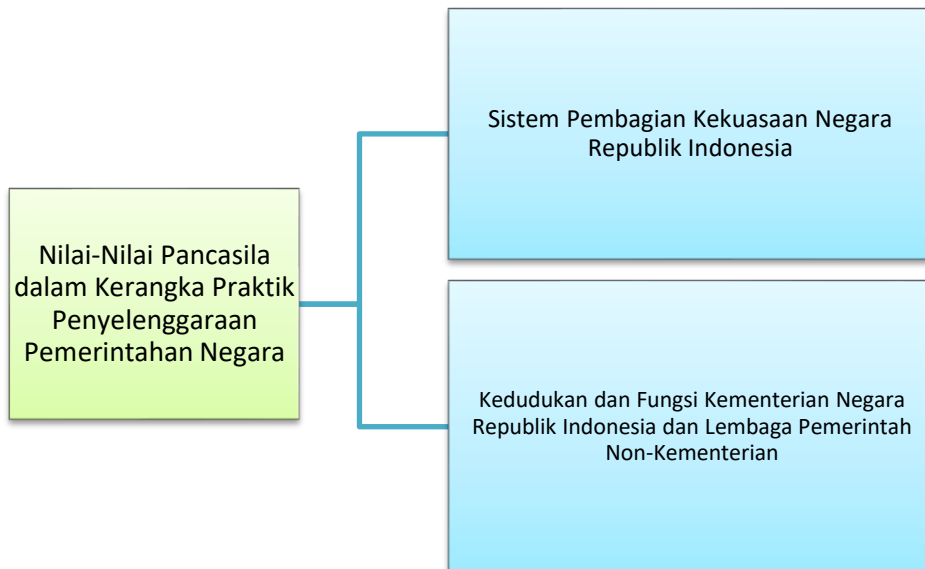 Nilai-Nilai Pancasila
dalam Kerangka Praktik
Penyelenggaraan
Pemerintahan Negara
Sistem Pembagian Kekuasaan Negara
Republik Indonesia
Kedudukan dan Fungsi Kementerian Negara
Republik Indonesia dan Lembaga Pemerintah
Non-Kementerian